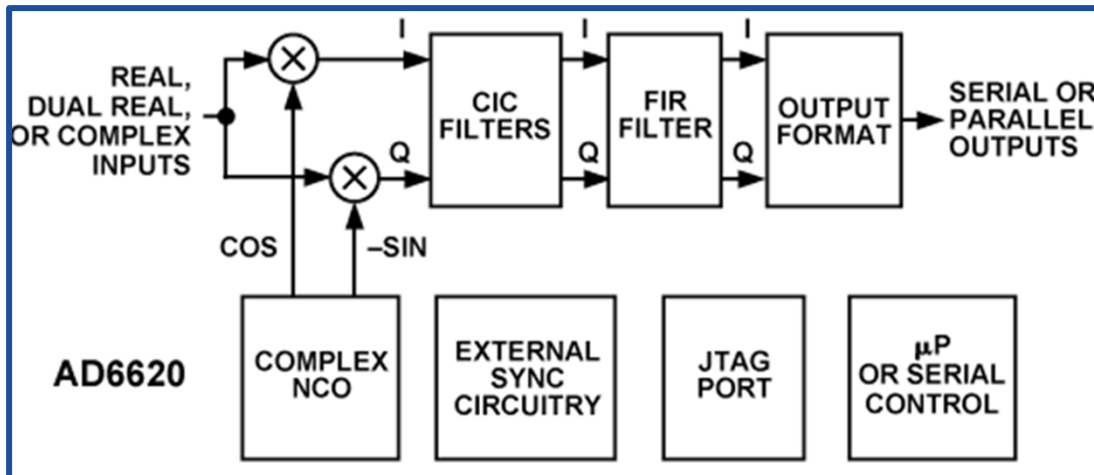 REAL,
DUAL REAL,
OR COMPLEX
INPUTS
I
Q
CIC
FILTERS
I
Q
FIR
FILTER
I
Q
OUTPUT
FORMAT
SERIAL OR
PARALLEL
OUTPUTS
COS
–SIN
AD6620
COMPLEX
NCO
EXTERNAL
SYNC
CIRCUITRY
JTAG
PORT
µP
OR SERIAL
CONTROL